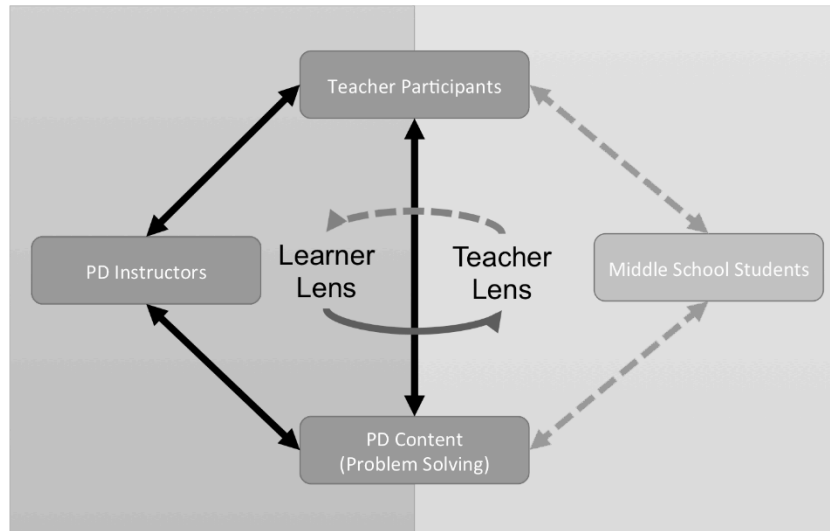 Teacher Participants
Learner
Lens
Teacher
Lens
PD Instructors
Middle School Students
PD Content
(Problem Solving)